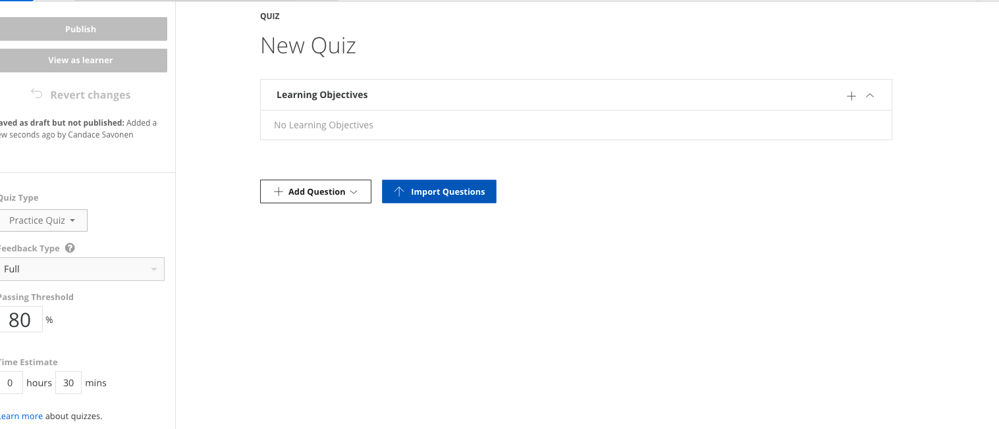 Publish
View as learner
Revert changes
aved as draft but not published: Added a
ew seconds ago by Candace Savonen
Quiz Type
Practice Quiz
Feedback Type ?
Full
Passing Threshold
80 %
Time Estimate
0 hours 30 mins
Learn more about quizzes.
QUIZ
New Quiz
Learning Objectives
No Learning Objectives
Add Question
Import Questions